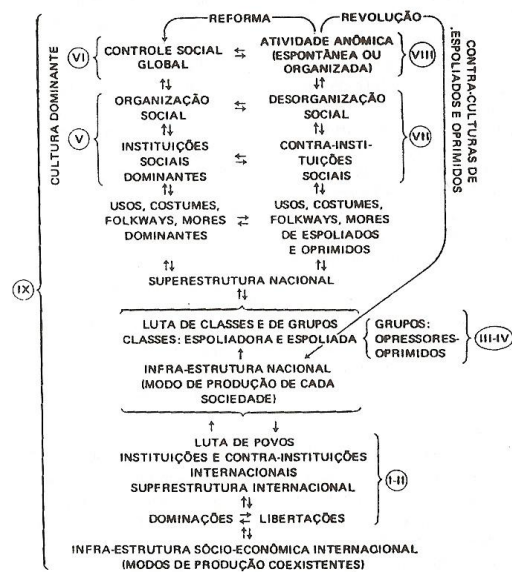 REFORMA
REVOLUÇÃO
VI
CONTROLE SOCIAL
GLOBAL
ATIVIDADE ANÔMICA
(ESPONTÂNEA OU
ORGANIZADA)
VIII
CULTURA DOMINANTE
CONTRA-CULTURAS DE
ESPOLIADOS E OPRIMIDOS
V
ORGANIZAÇÃO
SOCIAL
INSTITUIÇÕES
SOCIAIS
DOMINANTES
DESORGANIZAÇÃO
SOCIAL
CONTRA-INSTI-
TUIÇÕES
SOCIAIS
VII
USOS, COSTUMES,
FOLKWAYS, MORES
DOMINANTES
USOS, COSTUMES,
FOLKWAYS, MORES
DE ESPOLIADOS
E OPRIMIDOS
IX
SUPERESTRUTURA NACIONAL
LUTA DE CLASSES E DE GRUPOS
CLASSES: ESPOLIADORA E ESPOLIADA
GRUPOS:
OPRESSORES-
OPRIMIDOS
III-IV
INFRA-ESTRUTURA NACIONAL
(MODO DE PRODUÇÃO DE CADA
SOCIEDADE)
LUTA DE POVOS
INSTITUIÇÕES E CONTRA-INSTITUIÇÕES
INTERNACIONAIS
SUPFRESTRUTURA INTERNACIONAL
I-II
DOMINAÇÕES ⇄ LIBERTAÇÕES
INFRA-ESTRUTURA SÓCIO-ECONÔMICA INTERNACIONAL
(MODOS DE PRODUÇÃO COEXISTENTES)